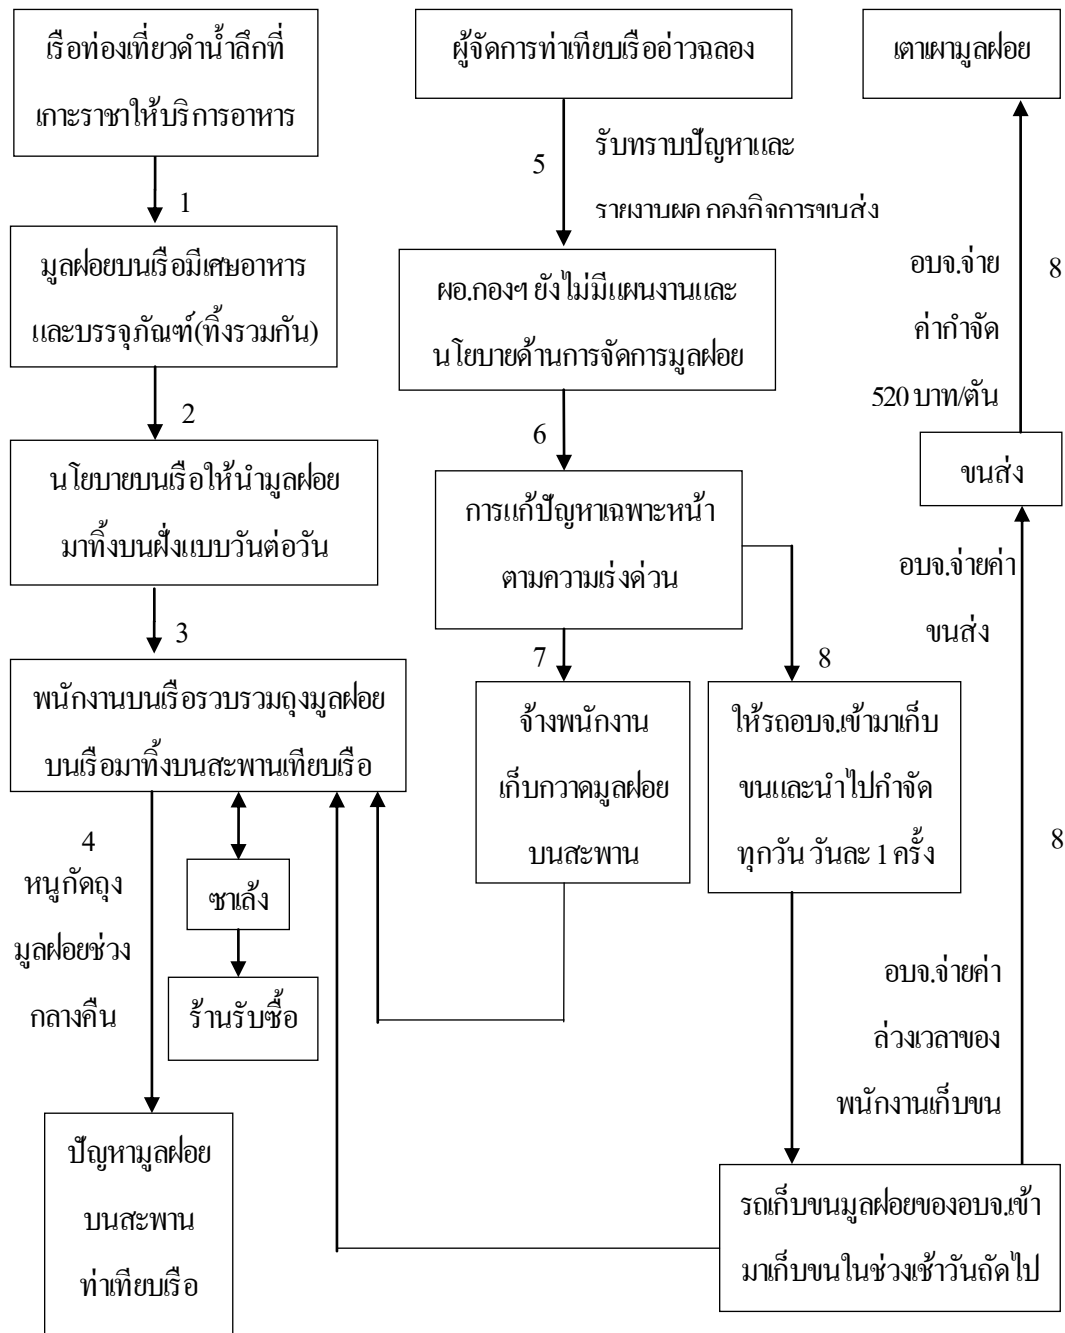 เรือท่องเที่ยวดำน้ำลึกที่
เกาะราชาให้บริการอาหาร
1
มูลฝอยบนเรือมีเศษอาหาร
และบรรจุภัณฑ์(ทิ้งรวมกัน)
2
นโยบายบนเรือให้นำมูลฝอย
มาทิ้งบนฝั่งแบบวันต่อวัน
3
พนักงานบนเรือรวบรวมถุงมูลฝอย
บนเรือมาทิ้งบนสะพานเทียบเรือ
4
หนูกัดถุง
มูลฝอยช่วง
กลางคืน
ซาเล้ง
ร้านรับซื้อ
ปัญหามูลฝอย
บนสะพาน
ท่าเทียบเรือ
ผู้จัดการท่าเทียบเรืออ่าวฉลอง
5
รับทราบปัญหาและ
รายงานผอ กองกิจการขนส่ง
ผอ.กองฯ ยังไม่มีแผนงานและ
นโยบายด้านการจัดการมูลฝอย
6
การแก้ปัญหาเฉพาะหน้า
ตามความเร่งด่วน
7
จ้างพนักงาน
เก็บกวาดมูลฝอย
บนสะพาน
8
ให้รถอบจ.เข้ามาเก็บ
ขนและนำไปกำจัด
ทุกวัน วันละ 1 ครั้ง
รถเก็บขนมูลฝอยของอบจ.เข้า
มาเก็บขนในช่วงเช้าวันถัดไป
อบจ.จ่ายค่า
ล่วงเวลาของ
พนักงานเก็บขน
8
อบจ.จ่ายค่า
ขนส่ง
ขนส่ง
อบจ.จ่าย
ค่ากำจัด
520 บาท/ตัน
8
เตาเผามูลฝอย